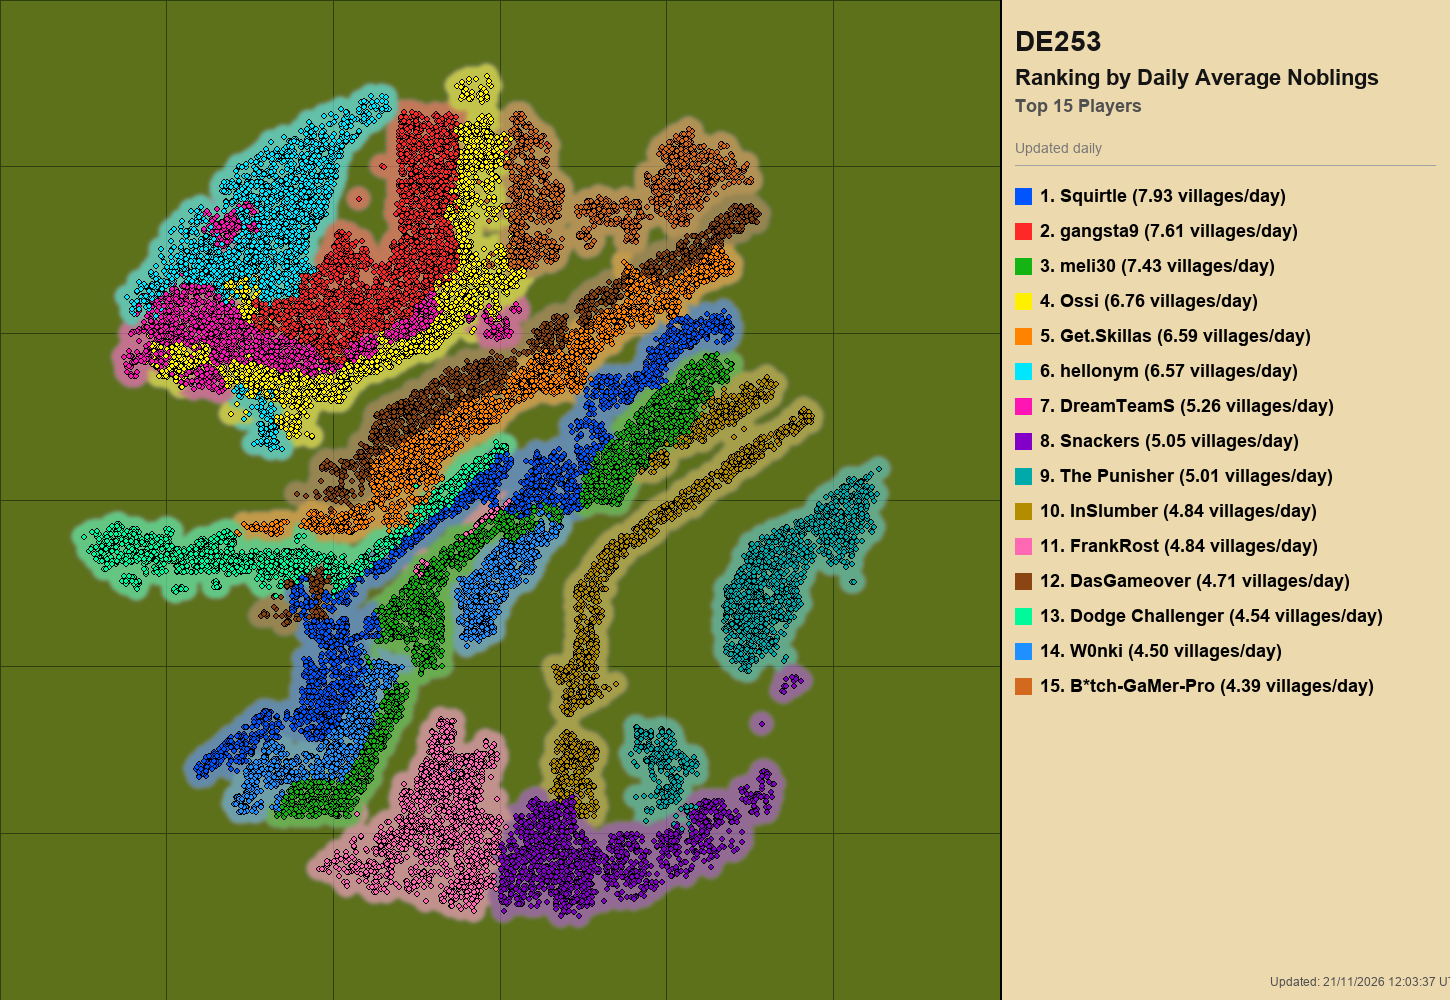 DE253
Ranking by Daily Average Noblings
Top 15 Players
Updated daily
1. Squirtle (7.93 villages/day)
2. gangsta9 (7.61 villages/day)
3. meli30 (7.43 villages/day)
4. Ossi (6.76 villages/day)
5. Get.Skillas (6.59 villages/day)
6. hellonym (6.57 villages/day)
7. DreamTeamS (5.26 villages/day)
8. Snackers (5.05 villages/day)
9. The Punisher (5.01 villages/day)
10. InSlumber (4.84 villages/day)
11. FrankRost (4.84 villages/day)
12. DasGameover (4.71 villages/day)
13. Dodge Challenger (4.54 villages/day)
14. W0nki (4.50 villages/day)
15. B*tch-GaMer-Pro (4.39 villages/day)
Updated: 21/11/2026 12:03:37 U